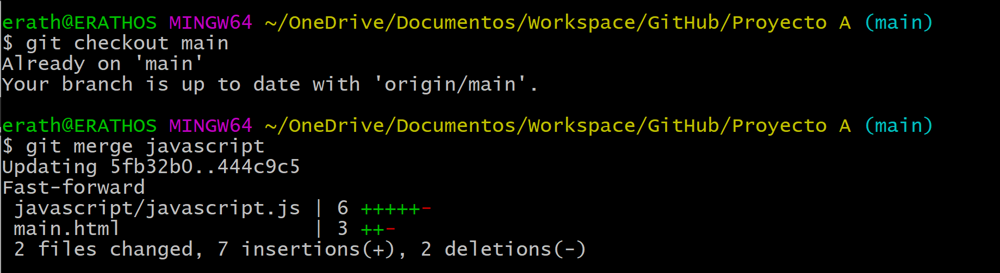 erath@ERATHOS MINGW64 ~/OneDrive/Documentos/Workspace/GitHub/Proyecto A (main)
$ git checkout main
Already on 'main'
Your branch is up to date with 'origin/main'.
erath@ERATHOS MINGW64 ~/OneDrive/Documentos/Workspace/GitHub/Proyecto A (main)
$ git merge javascript
Updating 5fb32b0..444c9c5
Fast-forward
 javascript/javascript.js | 6 +++++-
 main.html                | 3 ++-
 2 files changed, 7 insertions(+), 2 deletions(-)